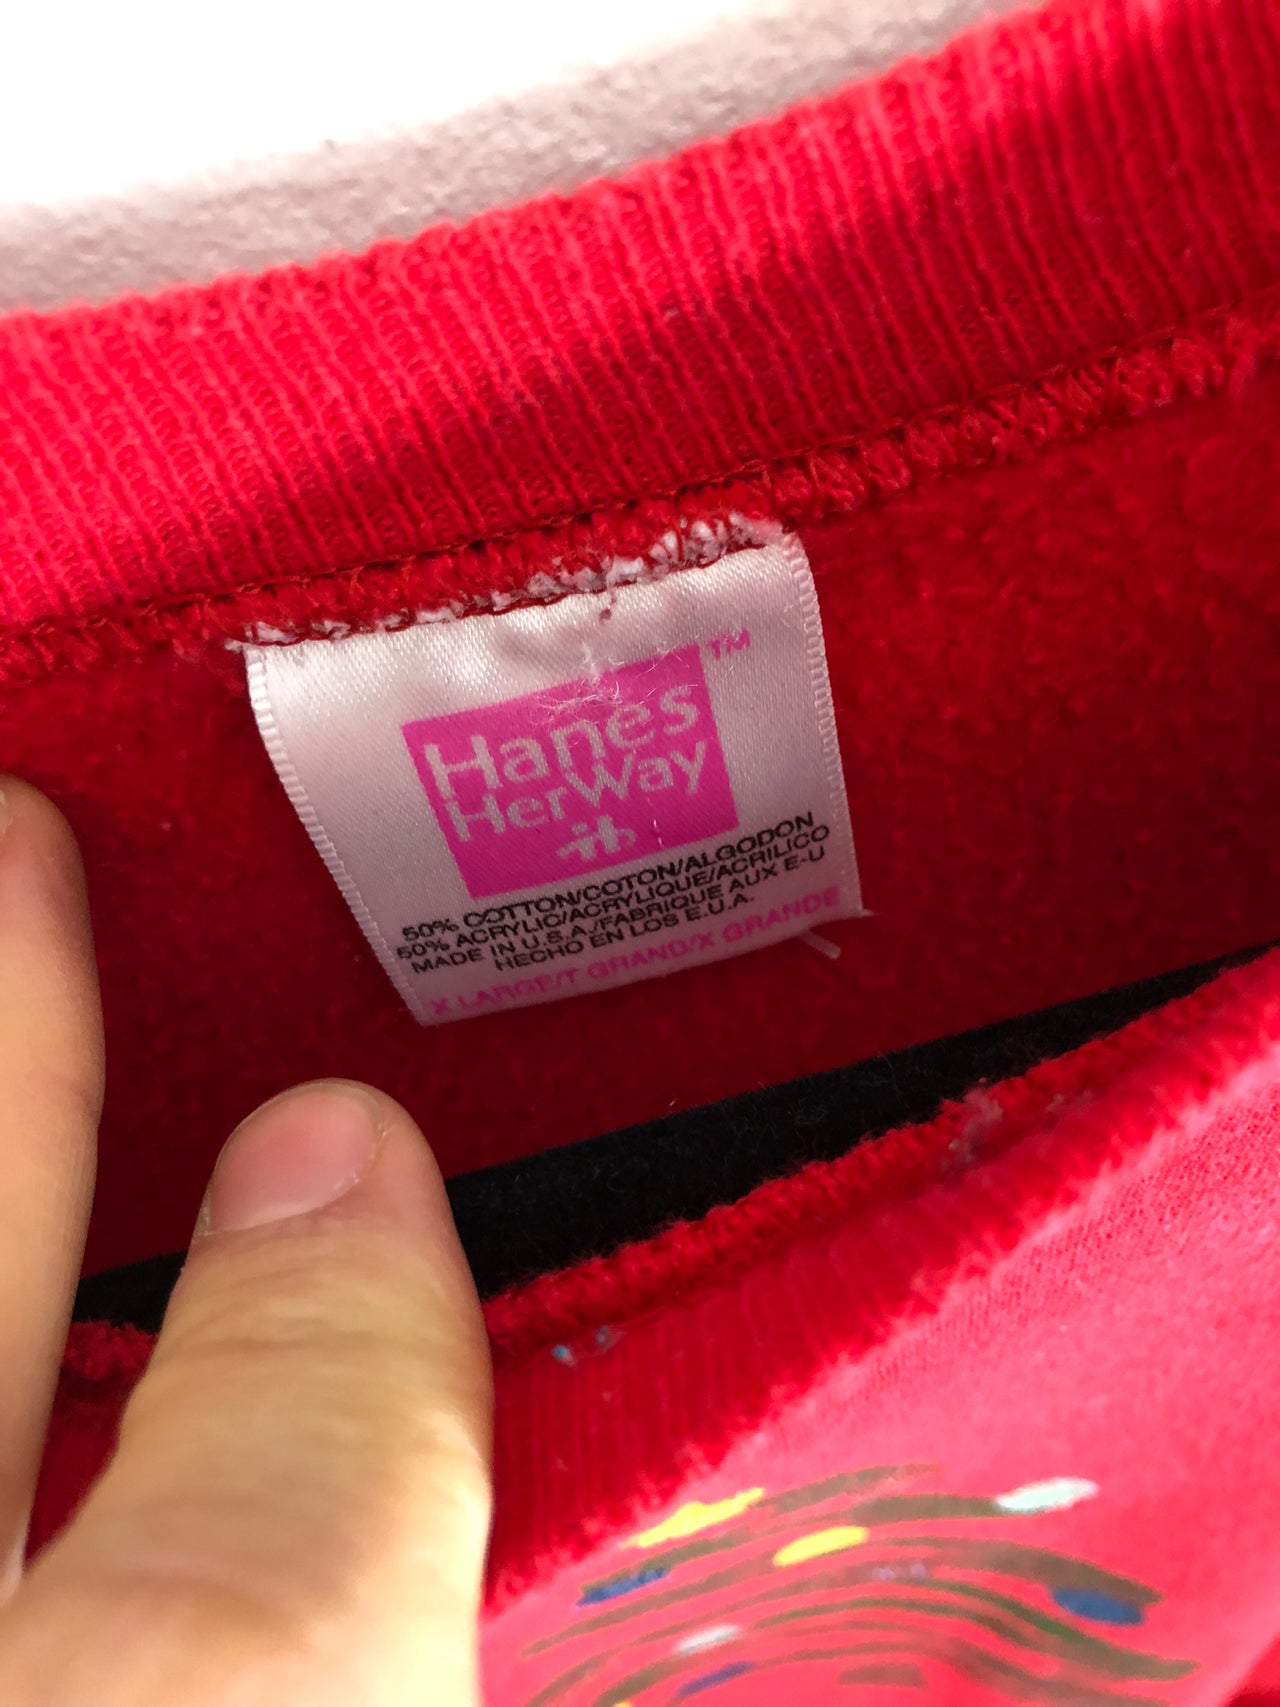 Hanes
HerWay
TM
50% COTTON/COTON/ALGODON
50% ACRYLIC/ACRYLIQUE/ACRILICO
MADE IN U.S.A./FABRIQUE AUX E-U
HECHO EN LOS E.U.A.
X LARGE/T GRAND/X GRANDE